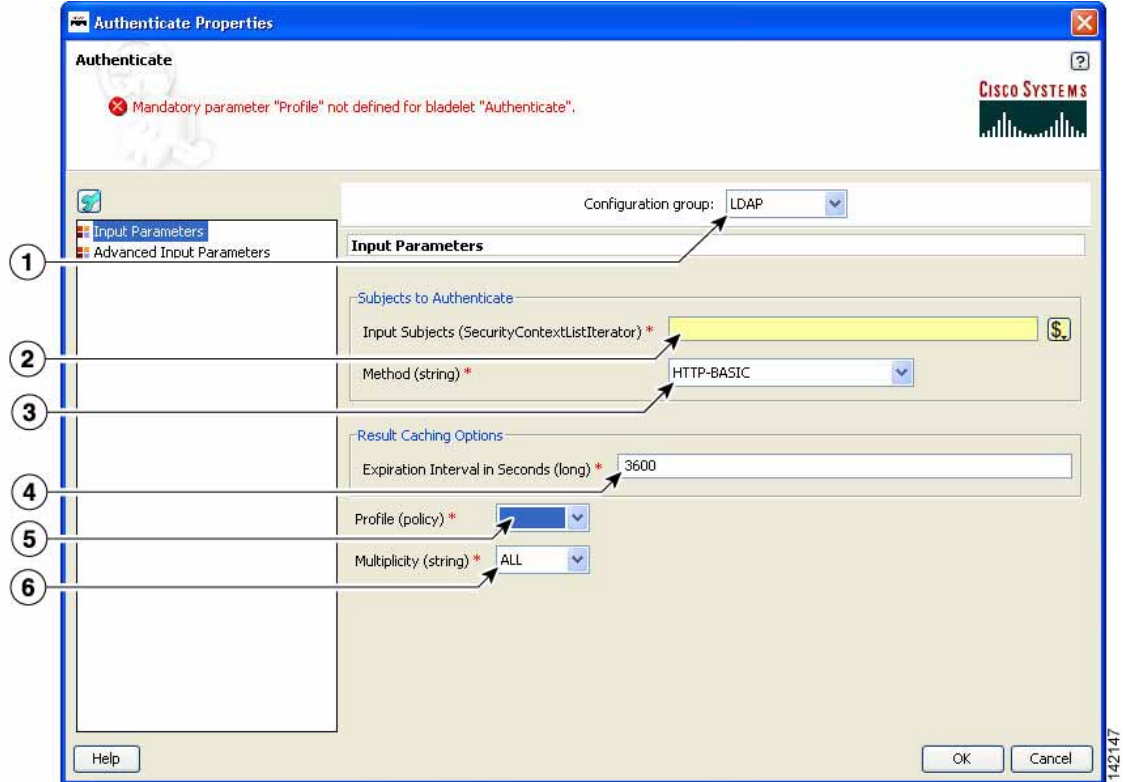 Authenticate Properties
Authenticate
?
Mandatory parameter "Profile" not defined for bladelet "Authenticate".
CISCO SYSTEMS
Configuration group: LDAP
Input Parameters
Advanced Input Parameters
Input Parameters
1
Subjects to Authenticate
Input Subjects (SecurityContextListIterator) *
$
2
Method (string) * HTTP-BASIC
3
Result Caching Options
Expiration Interval in Seconds (long) * 3600
4
Profile (policy) *
5
Multiplicity (string) * ALL
6
Help
OK
Cancel
142147